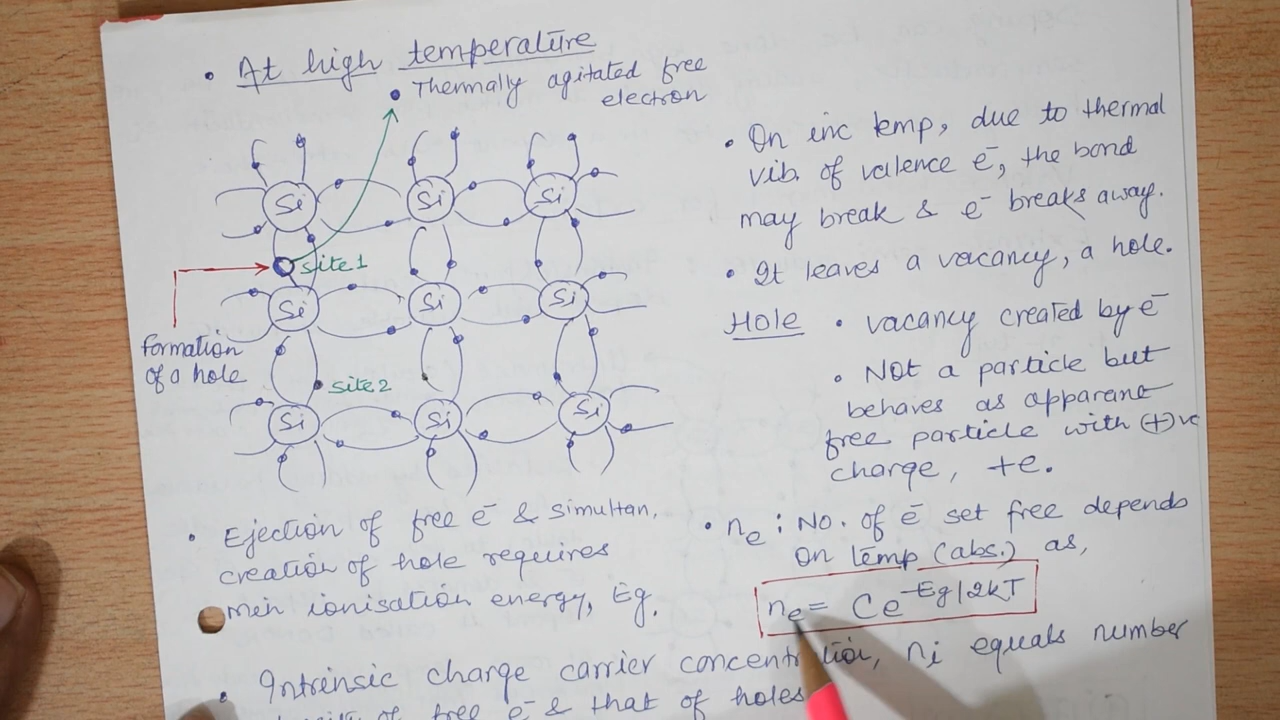 • At high temperature
• Thermally agitated free
electron
Si Si Si
site1
Si Si Si
formation
of a hole
site2
Si Si Si
• On inc temp, due to thermal
vib. of valence e⁻, the bond
may break & e⁻ breaks away.
• It leaves a vacancy, a hole.
Hole • vacancy created by e⁻
• Not a particle but
behaves as apparent
free particle with (+)ve
charge, +e.
• Ejection of free e⁻ & simultan.
creation of hole requires
min ionisation energy, Eg.
• ne : No. of e⁻ set free depends
on temp (abs.) as,
ne = Ce^-Eg/2kT
• Intrinsic charge carrier concentration, ni equals number
of free e⁻ & that of holes